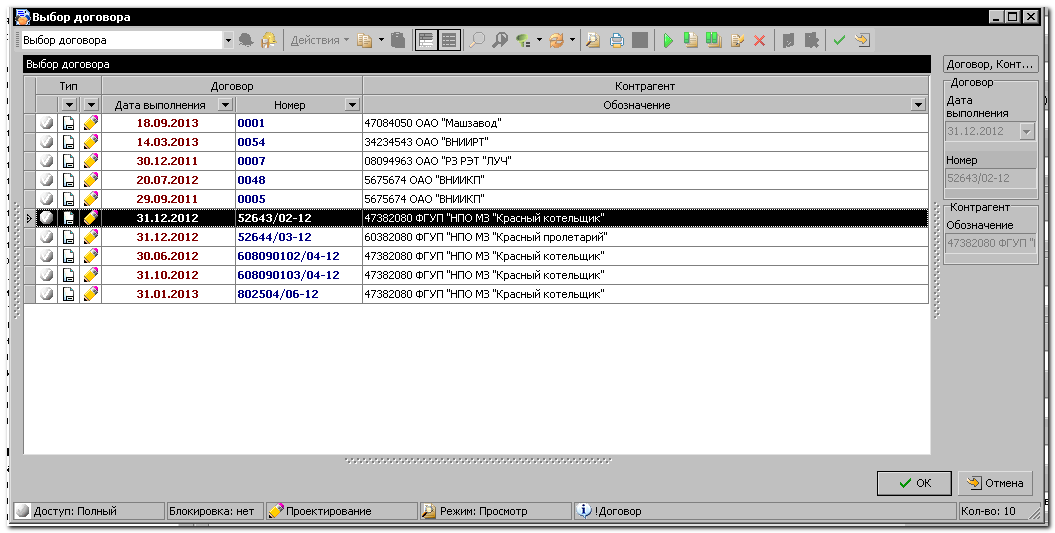 Выбор договора
Выбор договора Действия
Выбор договора
Тип Договор Контрагент
Дата выполнения Номер Обозначение
18.09.2013 0001 47084050 ОАО "Машзавод"
14.03.2013 0054 34234543 ОАО "ВНИИРТ"
30.12.2011 0007 08094963 ОАО "РЗ РЭТ "ЛУЧ"
20.07.2012 0048 5675674 ОАО "ВНИИКП"
29.09.2011 0005 5675674 ОАО "ВНИИКП"
31.12.2012 52643/02-12 47382080 ФГУП "НПО МЗ "Красный котельщик"
31.12.2012 52644/03-12 60382080 ФГУП "НПО МЗ "Красный пролетарий"
30.06.2012 608090102/04-12 47382080 ФГУП "НПО МЗ "Красный котельщик"
31.10.2012 608090103/04-12 47382080 ФГУП "НПО МЗ "Красный котельщик"
31.01.2013 802504/06-12 47382080 ФГУП "НПО МЗ "Красный котельщик"
Договор, Конт...
Договор
Дата
выполнения
31.12.2012
Номер
52643/02-12
Контрагент
Обозначение
47382080 ФГУП "
OK Отмена
Доступ: Полный Блокировка: нет Проектирование Режим: Просмотр !Договор Кол-во: 10